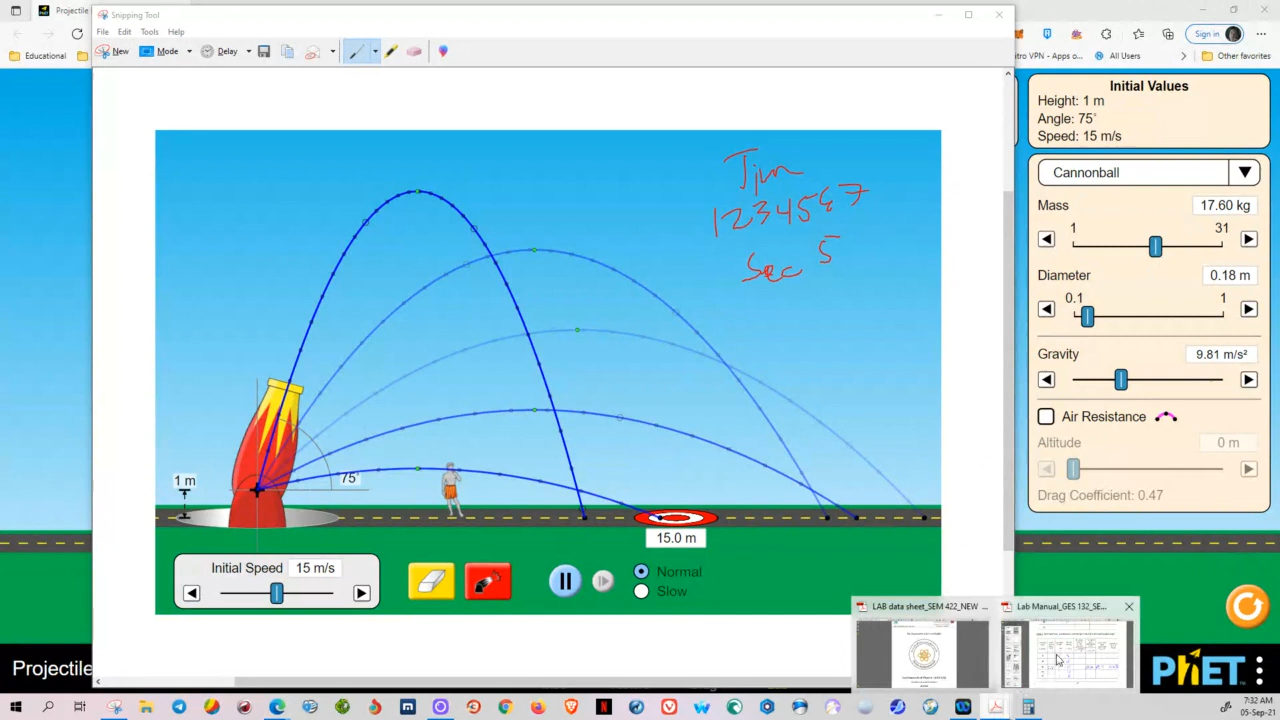 Projectile
Snipping Tool
Sign in
File Edit Tools Help
New Mode Delay
Educational
ntro VPN - Apps o... All Users Other favorites
Jim
1234567
Sec 5
1 m
75°
15.0 m
Initial Speed 15 m/s
Normal
Slow
Initial Values
Height: 1 m
Angle: 75°
Speed: 15 m/s
Cannonball
Mass 17.60 kg
1 31
Diameter 0.18 m
0.1 1
Gravity 9.81 m/s²
Air Resistance
Altitude 0 m
Drag Coefficient: 0.47
LAB data sheet_SEM 422_NEW ... Lab Manual_GES 132_SE...
Projectile
PhET
7:32 AM
05-Sep-21